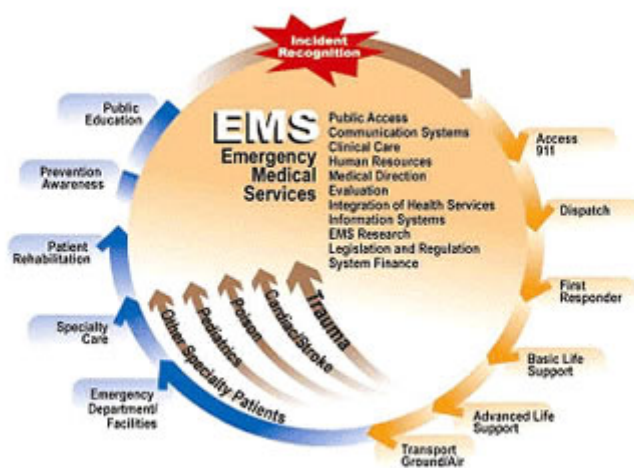 Incident
Recognition
EMS
Emergency
Medical
Services
Public Access
Communication Systems
Clinical Care
Human Resources
Medical Direction
Evaluation
Integration of Health Services
Information Systems
EMS Research
Legislation and Regulation
System Finance
Access
911
Dispatch
First
Responder
Basic Life
Support
Advanced Life
Support
Transport
Ground/Air
Emergency
Department/
Facilities
Specialty
Care
Patient
Rehabilitation
Prevention
Awareness
Public
Education
Other Specialty Patients
Pediatrics
Poison
Cardiac/Stroke
Trauma